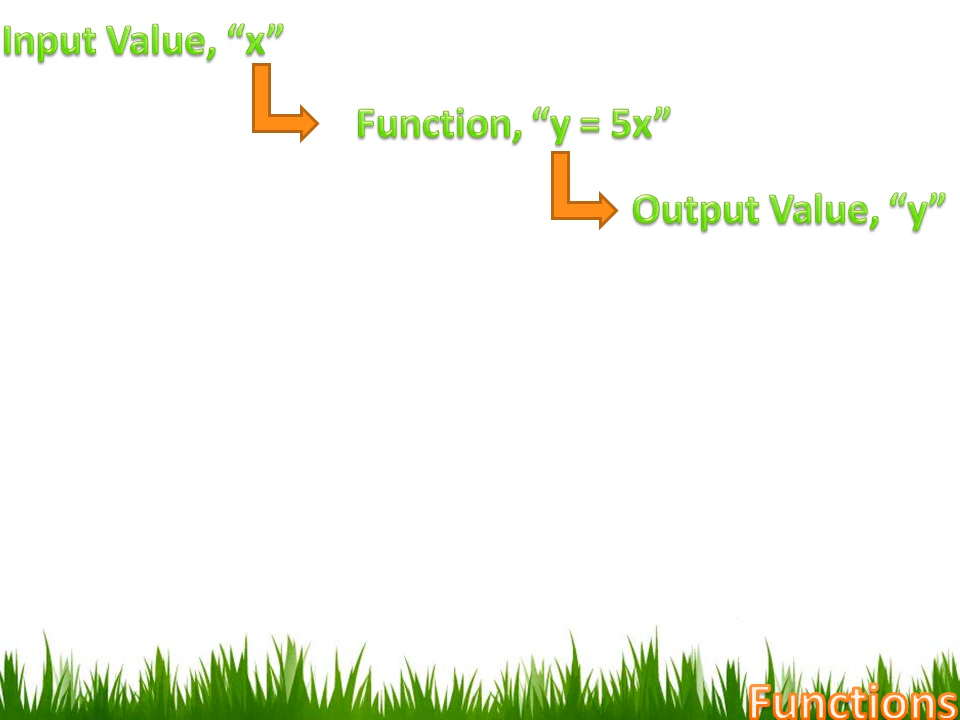 Input Value, “x”
Function, “y = 5x”
Output Value, “y”
Functions